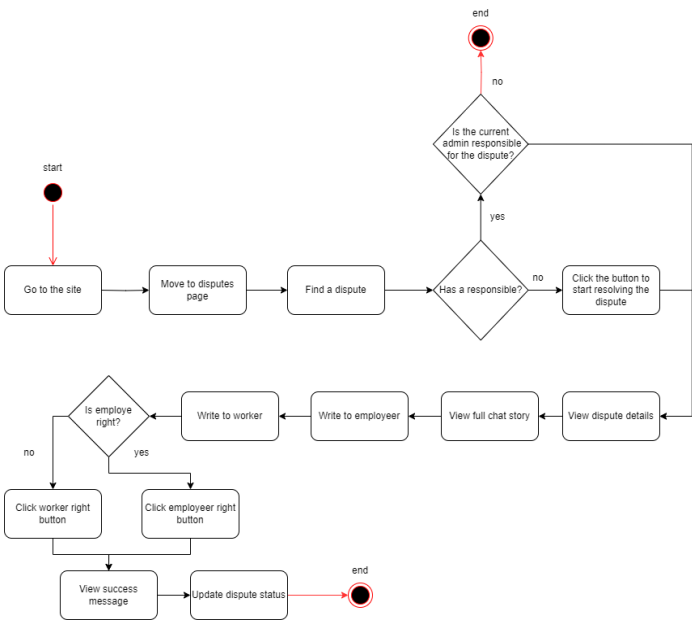 end
no
Is the current
admin responsible
for the dispute?
start
yes
Go to the site
Move to disputes
page
Find a dispute
Has a responsible?
no
Click the button to
start resolving the
dispute
Is employe
right?
Write to worker
Write to employeer
View full chat story
View dispute details
no
yes
Click worker right
button
Click employeer right
button
View success
message
Update dispute status
end